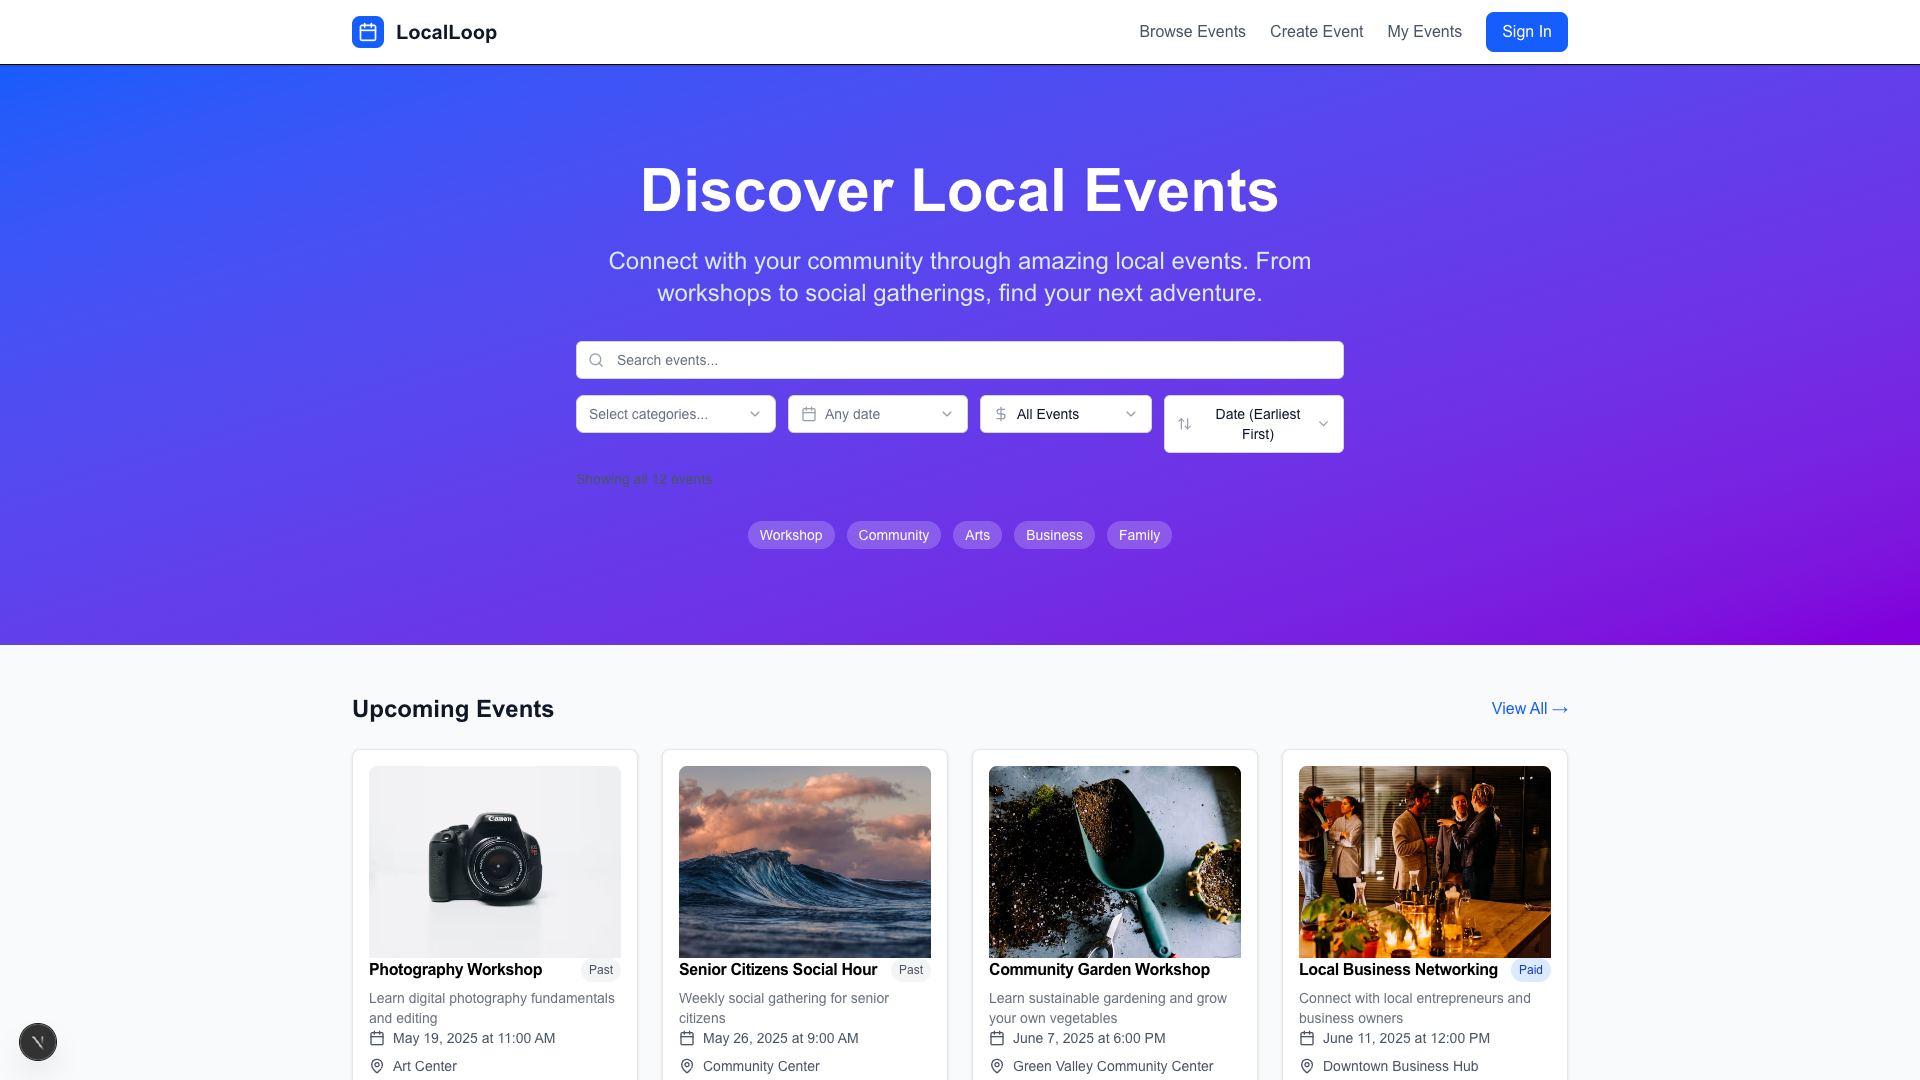 LocalLoop
Browse Events
Create Event
My Events
Sign In
Discover Local Events
Connect with your community through amazing local events. From
workshops to social gatherings, find your next adventure.
Search events...
Select categories...
Any date
All Events
Date (Earliest
First)
Showing all 12 events
Workshop
Community
Arts
Business
Family
Upcoming Events
View All →
Canon
Photography Workshop
Past
Learn digital photography fundamentals
and editing
May 19, 2025 at 11:00 AM
Art Center
Senior Citizens Social Hour
Past
Weekly social gathering for senior
citizens
May 26, 2025 at 9:00 AM
Community Center
Community Garden Workshop
Learn sustainable gardening and grow
your own vegetables
June 7, 2025 at 6:00 PM
Green Valley Community Center
Local Business Networking
Paid
Connect with local entrepreneurs and
business owners
June 11, 2025 at 12:00 PM
Downtown Business Hub